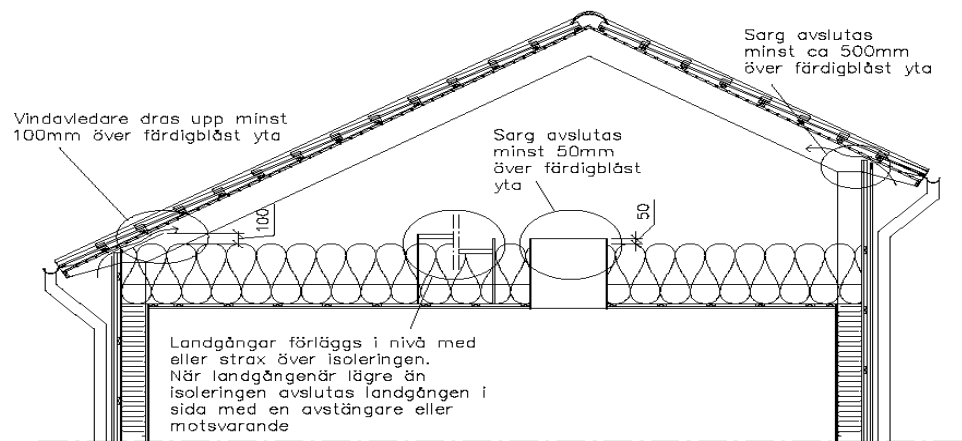 Sarg avslutas
minst ca 500mm
över färdigblåst yta
Vindavledare dras upp minst
100mm över färdigblåst yta
Sarg avslutas
minst 50mm
över färdigblåst
yta
100
50
Landgångar förläggs i nivå med
eller strax över isoleringen.
När landgångenär lägre än
isoleringen avslutas landgången i
sida med en avstängare eller
motsvarande